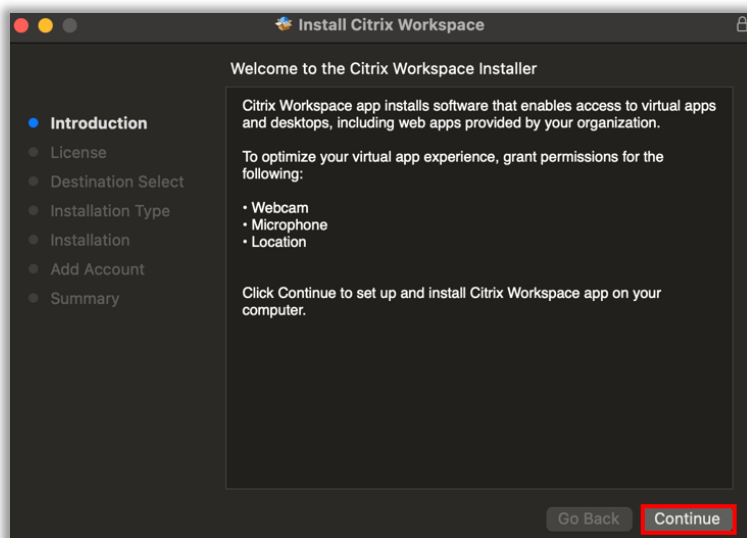 Install Citrix Workspace
Welcome to the Citrix Workspace Installer
Introduction
License
Destination Select
Installation Type
Installation
Add Account
Summary
Citrix Workspace app installs software that enables access to virtual apps
and desktops, including web apps provided by your organization.
To optimize your virtual app experience, grant permissions for the
following:
• Webcam
• Microphone
• Location
Click Continue to set up and install Citrix Workspace app on your
computer.
Go Back
Continue